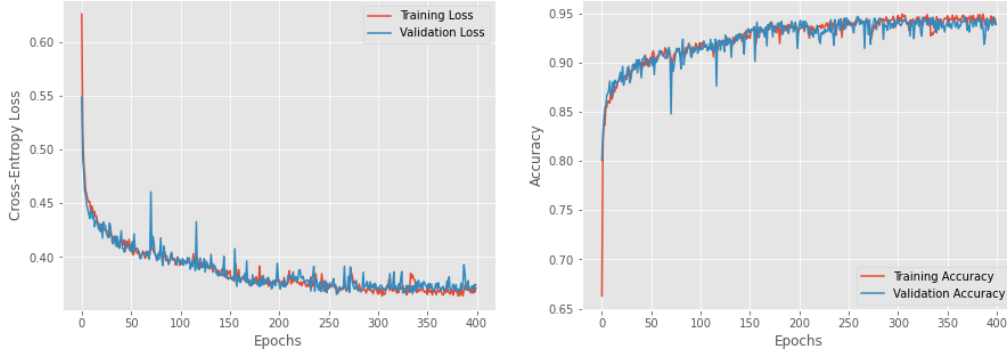 Training Loss
Validation Loss
0.60
0.55
0.50
0.45
0.40
Cross-Entropy Loss
0 50 100 150 200 250 300 350 400
Epochs
0.95
0.90
0.85
0.80
0.75
0.70
0.65
Accuracy
Training Accuracy
Validation Accuracy
0 50 100 150 200 250 300 350 400
Epochs